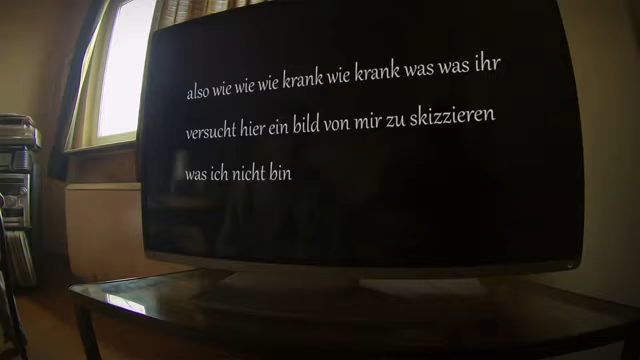 also wie wie wie krank wie krank was was ihr
versucht hier ein bild von mir zu skizzieren
was ich nicht bin